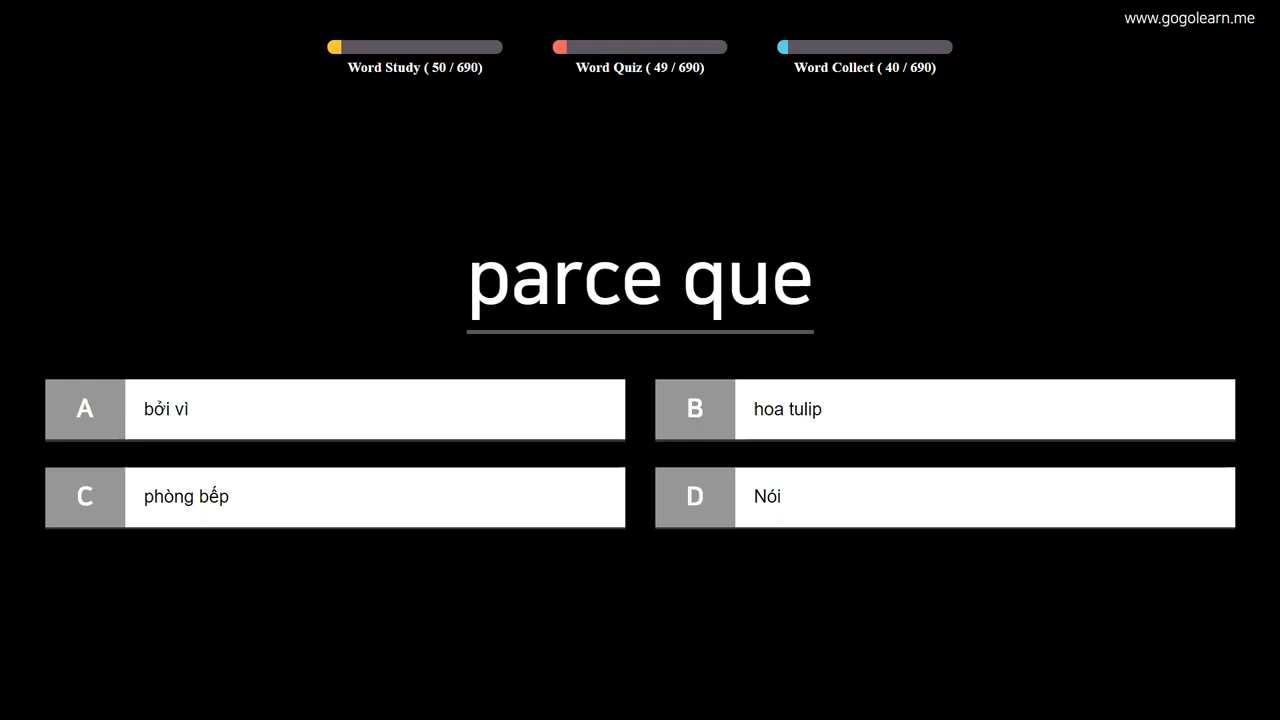 www.gogolearn.me
Word Study ( 50 / 690)
Word Quiz ( 49 / 690)
Word Collect ( 40 / 690)
parce que
A bởi vì
B hoa tulip
C phòng bếp
D Nói